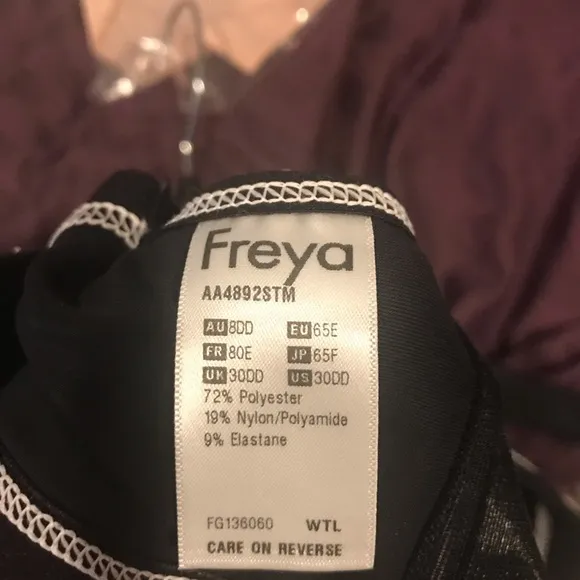 Freya
AA4892STM
AU 8DD EU 65E
FR 80E JP 65F
UK 30DD US 30DD
72% Polyester
19% Nylon/Polyamide
9% Elastane
FG136060 WTL
CARE ON REVERSE